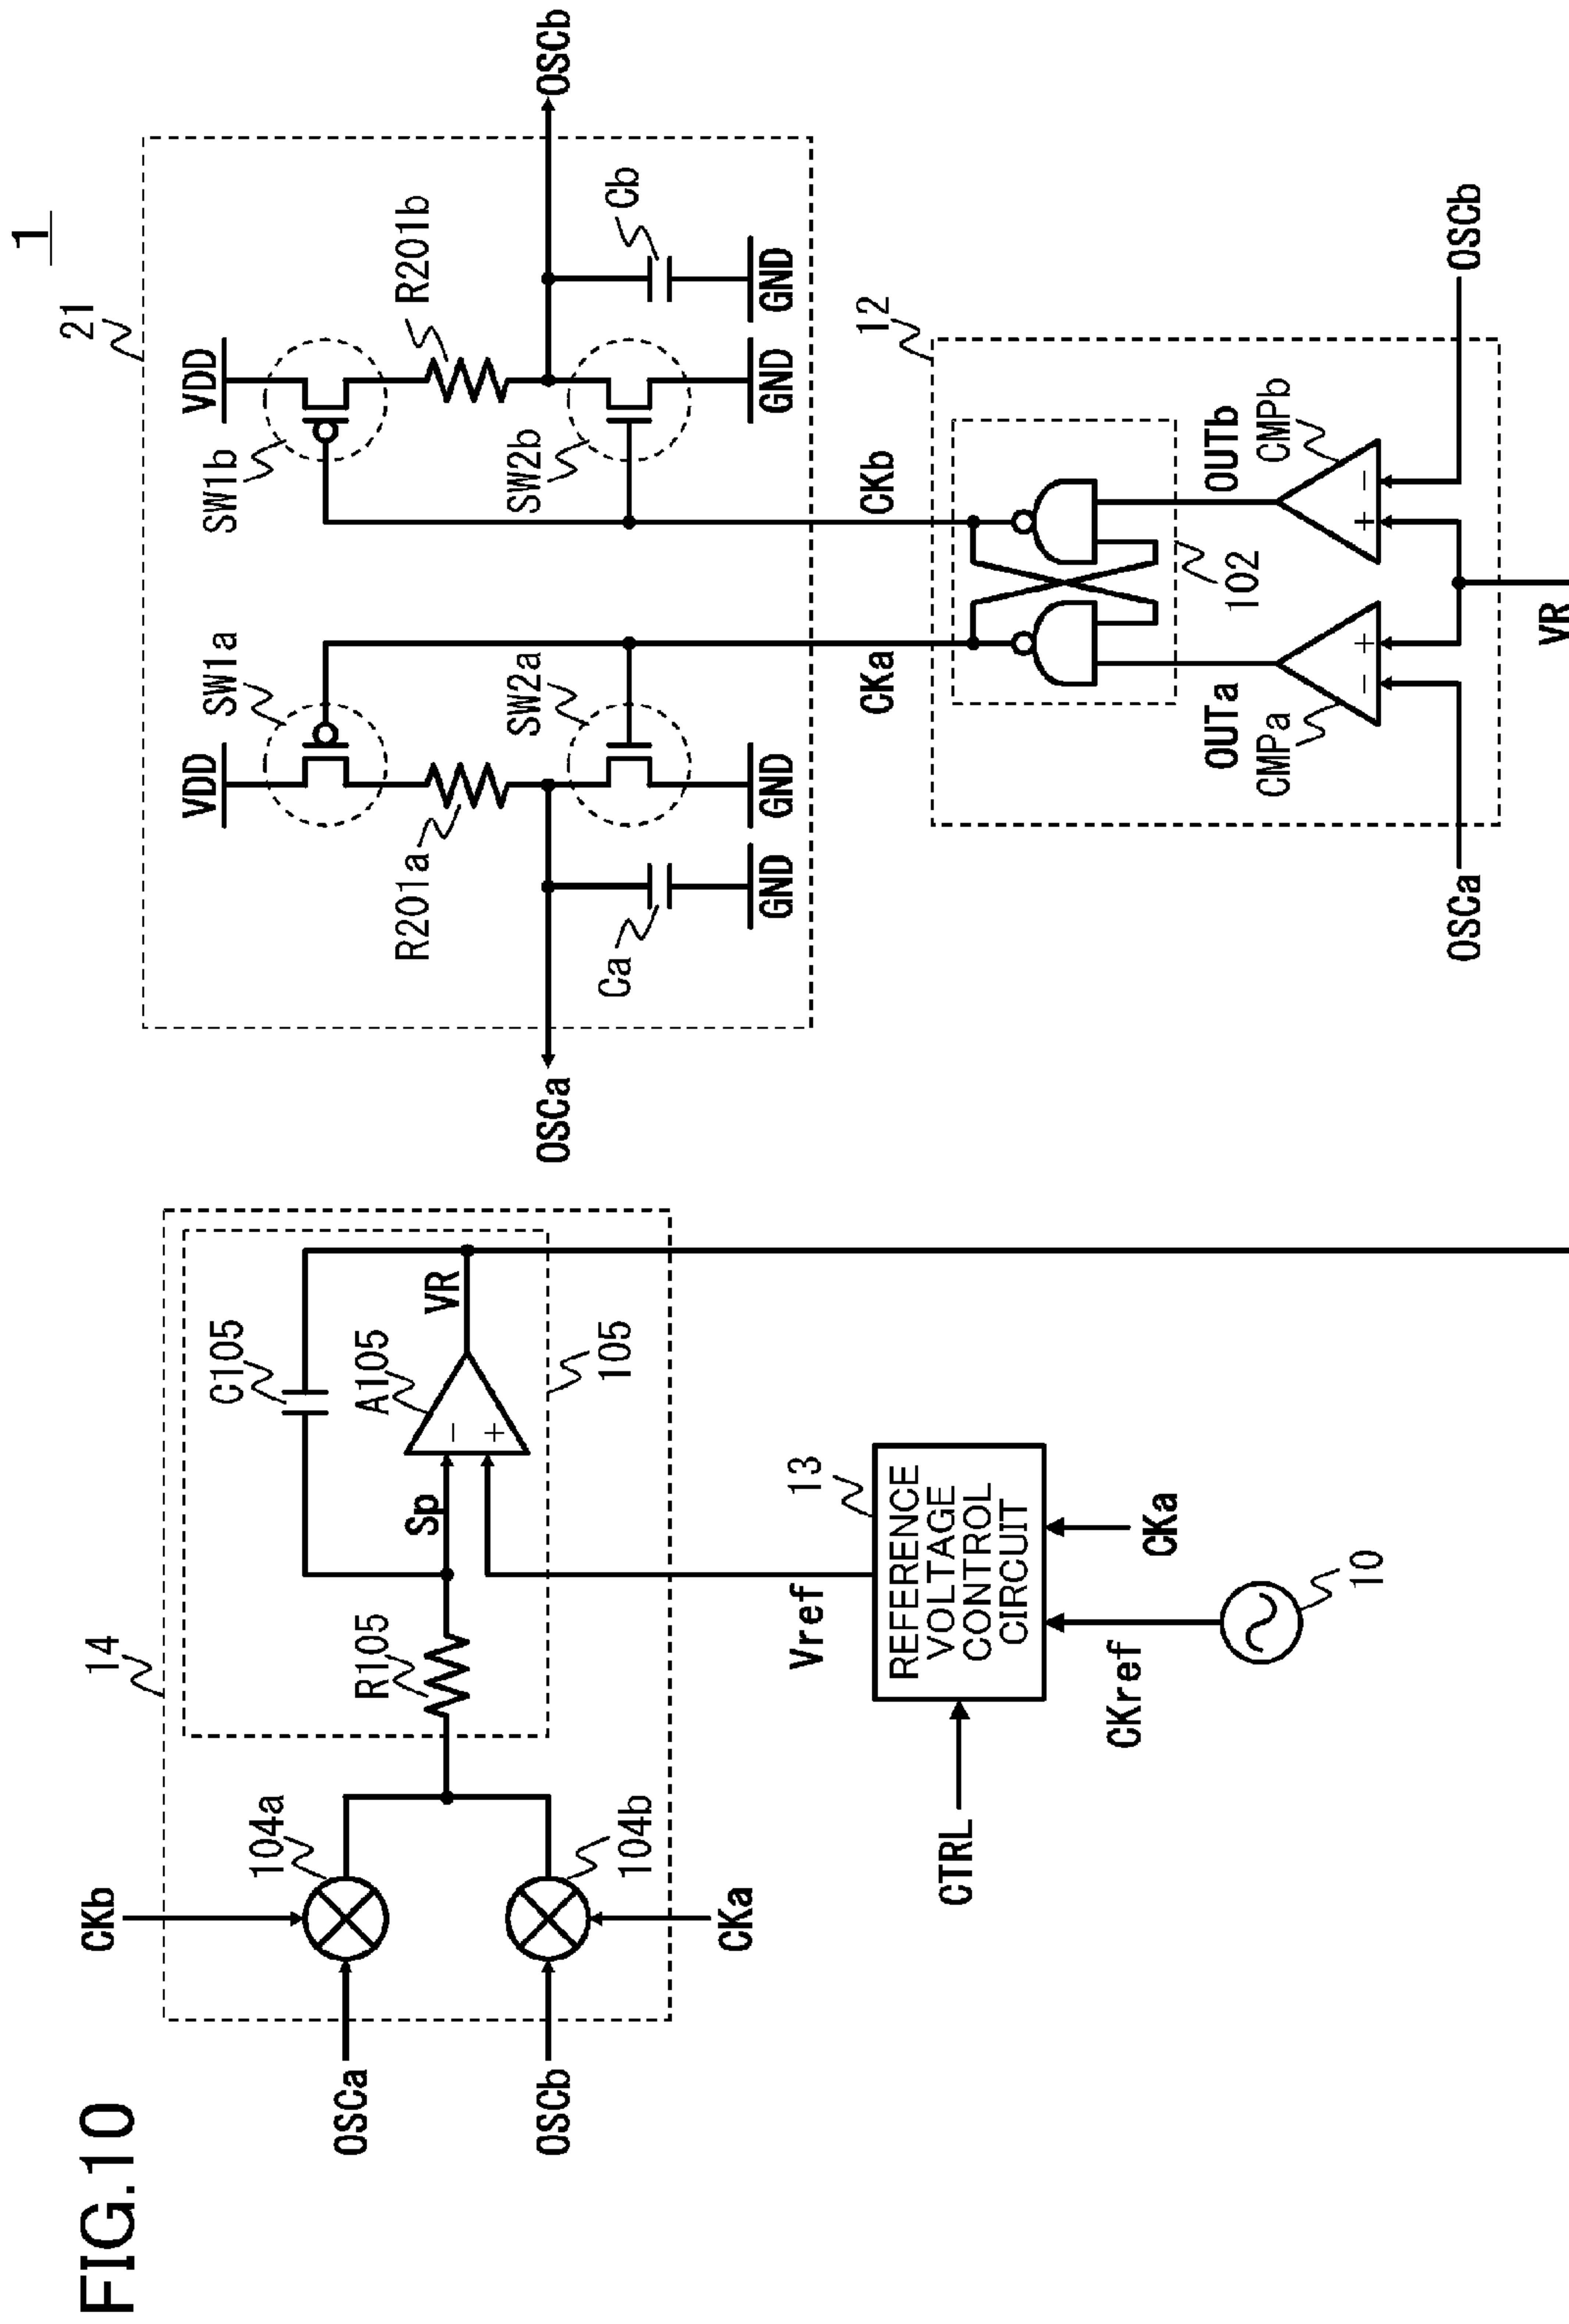 FIG.10
1
14
CKb
104a
OSCa
OSCb
104b
CKa
R105
C105
A105
Sp
VR
105
Vref
13
REFERENCE
VOLTAGE
CONTROL
CIRCUIT
CTRL
CKref
CKa
10
21
VDD
VDD
SW1a
SW1b
R201a
R201b
OSCa
OSCb
SW2a
SW2b
Ca
Cb
GND
GND
GND
GND
CKa
CKb
12
102
OUTa
OUTb
CMPa
CMPb
OSCa
OSCb
VR